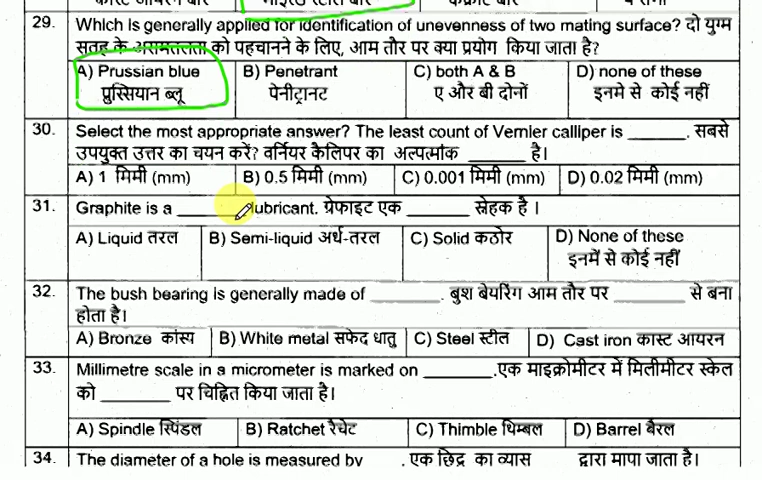 29. Which is generally applied for identification of unevenness of two mating surface? दो युग्म
सतह के असमतलता को पहचानने के लिए, आम तौर पर क्या प्रयोग किया जाता है?
A) Prussian blue B) Penetrant C) both A & B D) none of these
प्रुस्सियान ब्लू पेनीट्रानट ए और बी दोनों इनमे से कोई नहीं
30. Select the most appropriate answer? The least count of Vernier calliper is ______. सबसे
उपयुक्त उत्तर का चयन करें? वर्नियर कैलिपर का अल्पत्मांक ______ है।
A) 1 मिमी (mm) B) 0.5 मिमी (mm) C) 0.001 मिमी (mm) D) 0.02 मिमी (mm)
31. Graphite is a ______ lubricant. ग्रेफाइट एक ______ स्नेहक है ।
A) Liquid तरल B) Semi-liquid अर्ध-तरल C) Solid कठोर D) None of these
इनमें से कोई नहीं
32. The bush bearing is generally made of ______ . बुश बेयरिंग आम तौर पर ______ से बना
होता है।
A) Bronze कांस्य B) White metal सफेद धातु C) Steel स्टील D) Cast iron कास्ट आयरन
33. Millimetre scale in a micrometer is marked on ______.एक माइक्रोमीटर में मिलीमीटर स्केल
को ______ पर चिह्नित किया जाता है।
A) Spindle स्पिंडल B) Ratchet रैचेट C) Thimble थिम्बल D) Barrel बैरल
34. The diameter of a hole is measured by . एक छिद्र का व्यास द्वारा मापा जाता है।